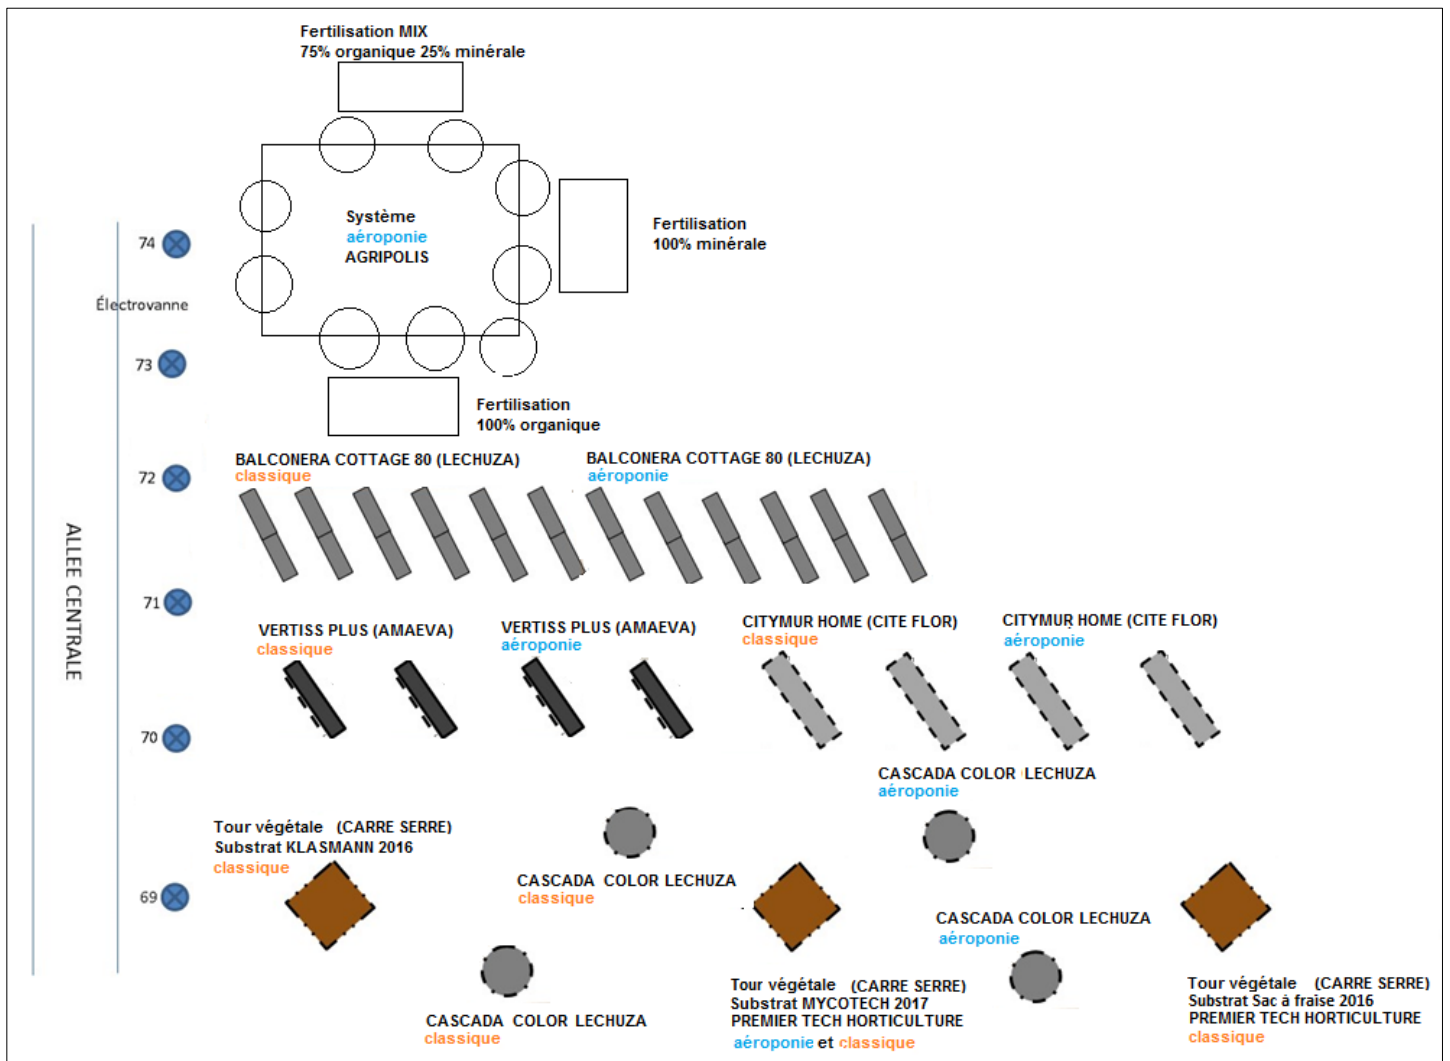 Fertilisation MIX
75% organique 25% minérale
Système
aéroponie
AGRIPOLIS
Fertilisation
100% minérale
74
Électrovanne
73
Fertilisation
100% organique
BALCONERA COTTAGE 80 (LECHUZA)
classique
BALCONERA COTTAGE 80 (LECHUZA)
aéroponie
72
ALLEE CENTRALE
71
VERTISS PLUS (AMAEVA)
classique
VERTISS PLUS (AMAEVA)
aéroponie
CITYMUR HOME (CITE FLOR)
classique
CITYMUR HOME (CITE FLOR)
aéroponie
70
CASCADA COLOR LECHUZA
aéroponie
Tour végétale (CARRE SERRE)
Substrat KLASMANN 2016
classique
CASCADA COLOR LECHUZA
classique
69
CASCADA COLOR LECHUZA
aéroponie
CASCADA COLOR LECHUZA
classique
Tour végétale (CARRE SERRE)
Substrat MYCOTECH 2017
PREMIER TECH HORTICULTURE
aéroponie et classique
Tour végétale (CARRE SERRE)
Substrat Sac à fraise 2016
PREMIER TECH HORTICULTURE
classique